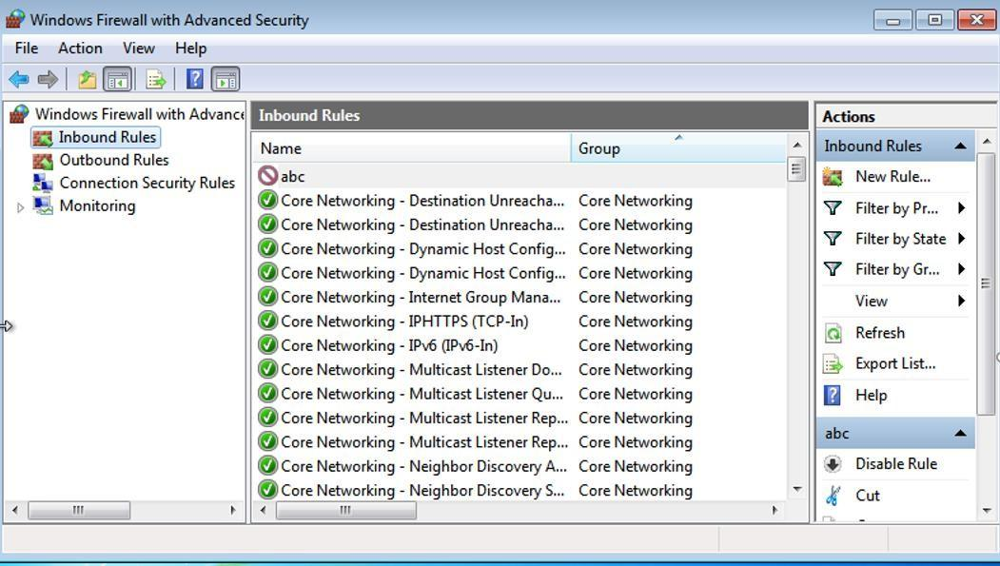 Windows Firewall with Advanced Security
File Action View Help
Windows Firewall with Advance
Inbound Rules
Outbound Rules
Connection Security Rules
Monitoring
Inbound Rules
Name Group
abc
Core Networking - Destination Unreacha... Core Networking
Core Networking - Destination Unreacha... Core Networking
Core Networking - Dynamic Host Config... Core Networking
Core Networking - Dynamic Host Config... Core Networking
Core Networking - Internet Group Mana... Core Networking
Core Networking - IPHTTPS (TCP-In) Core Networking
Core Networking - IPv6 (IPv6-In) Core Networking
Core Networking - Multicast Listener Do... Core Networking
Core Networking - Multicast Listener Qu... Core Networking
Core Networking - Multicast Listener Rep... Core Networking
Core Networking - Multicast Listener Rep... Core Networking
Core Networking - Neighbor Discovery A... Core Networking
Core Networking - Neighbor Discovery S... Core Networking
Actions
Inbound Rules
New Rule...
Filter by Pr...
Filter by State
Filter by Gr...
View
Refresh
Export List...
Help
abc
Disable Rule
Cut